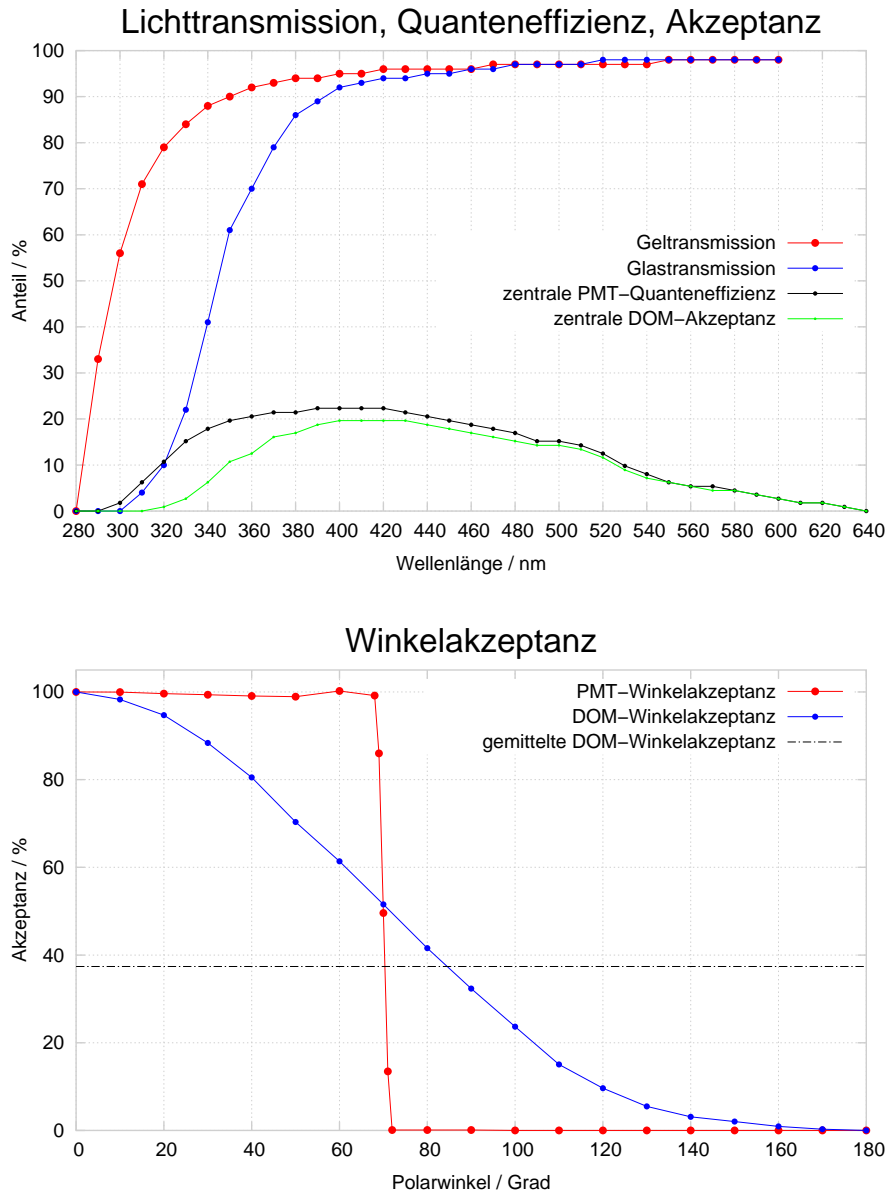 Lichttransmission, Quanteneffizienz, Akzeptanz
100
90
80
70
60
50
40
30
20
10
0
Anteil / %
Geltransmission
Glastransmission
zentrale PMT−Quanteneffizienz
zentrale DOM−Akzeptanz
280 300 320 340 360 380 400 420 440 460 480 500 520 540 560 580 600 620 640
Wellenlänge / nm
Winkelakzeptanz
100
80
60
40
20
0
Akzeptanz / %
PMT−Winkelakzeptanz
DOM−Winkelakzeptanz
gemittelte DOM−Winkelakzeptanz
0 20 40 60 80 100 120 140 160 180
Polarwinkel / Grad